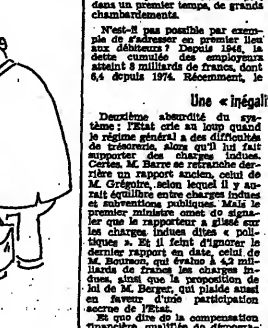 dans un premier temps, de grands
chambardements.
N'est-il pas possible par exem-
ple de s'adresser en premier lieu
aux débiteurs ? Depuis 1948, la
dette cumulée des employeurs
atteint 8 milliards de francs, dont
6,4 depuis 1974. Récemment, le
Une « inégali
Deuxième absurdité du sys-
tème : l'Etat crie au loup quand
le régime général a des difficultés
de trésorerie, alors qu'il lui fait
supporter des charges indues.
Certes, M. Barre se retranche der-
rière un rapport ancien, celui de
M. Grégoire, selon lequel il y au-
rait équilibre entre charges indues
et subventions publiques. Mais le
premier ministre omet de signa-
ler que le rapporteur a glissé sur
les charges indues dites « poli-
tiques ». Et il feint d'ignorer le
dernier rapport en date, celui de
M. Boutbon, qui évalue à 4,2 mil-
liards de francs les charges in-
dues, ainsi que la proposition de
loi de M. Berger, qui plaide aussi
en faveur d'une participation
accrue de l'Etat.
Et que dire de la compensation
financière, qualifiée de démogra-